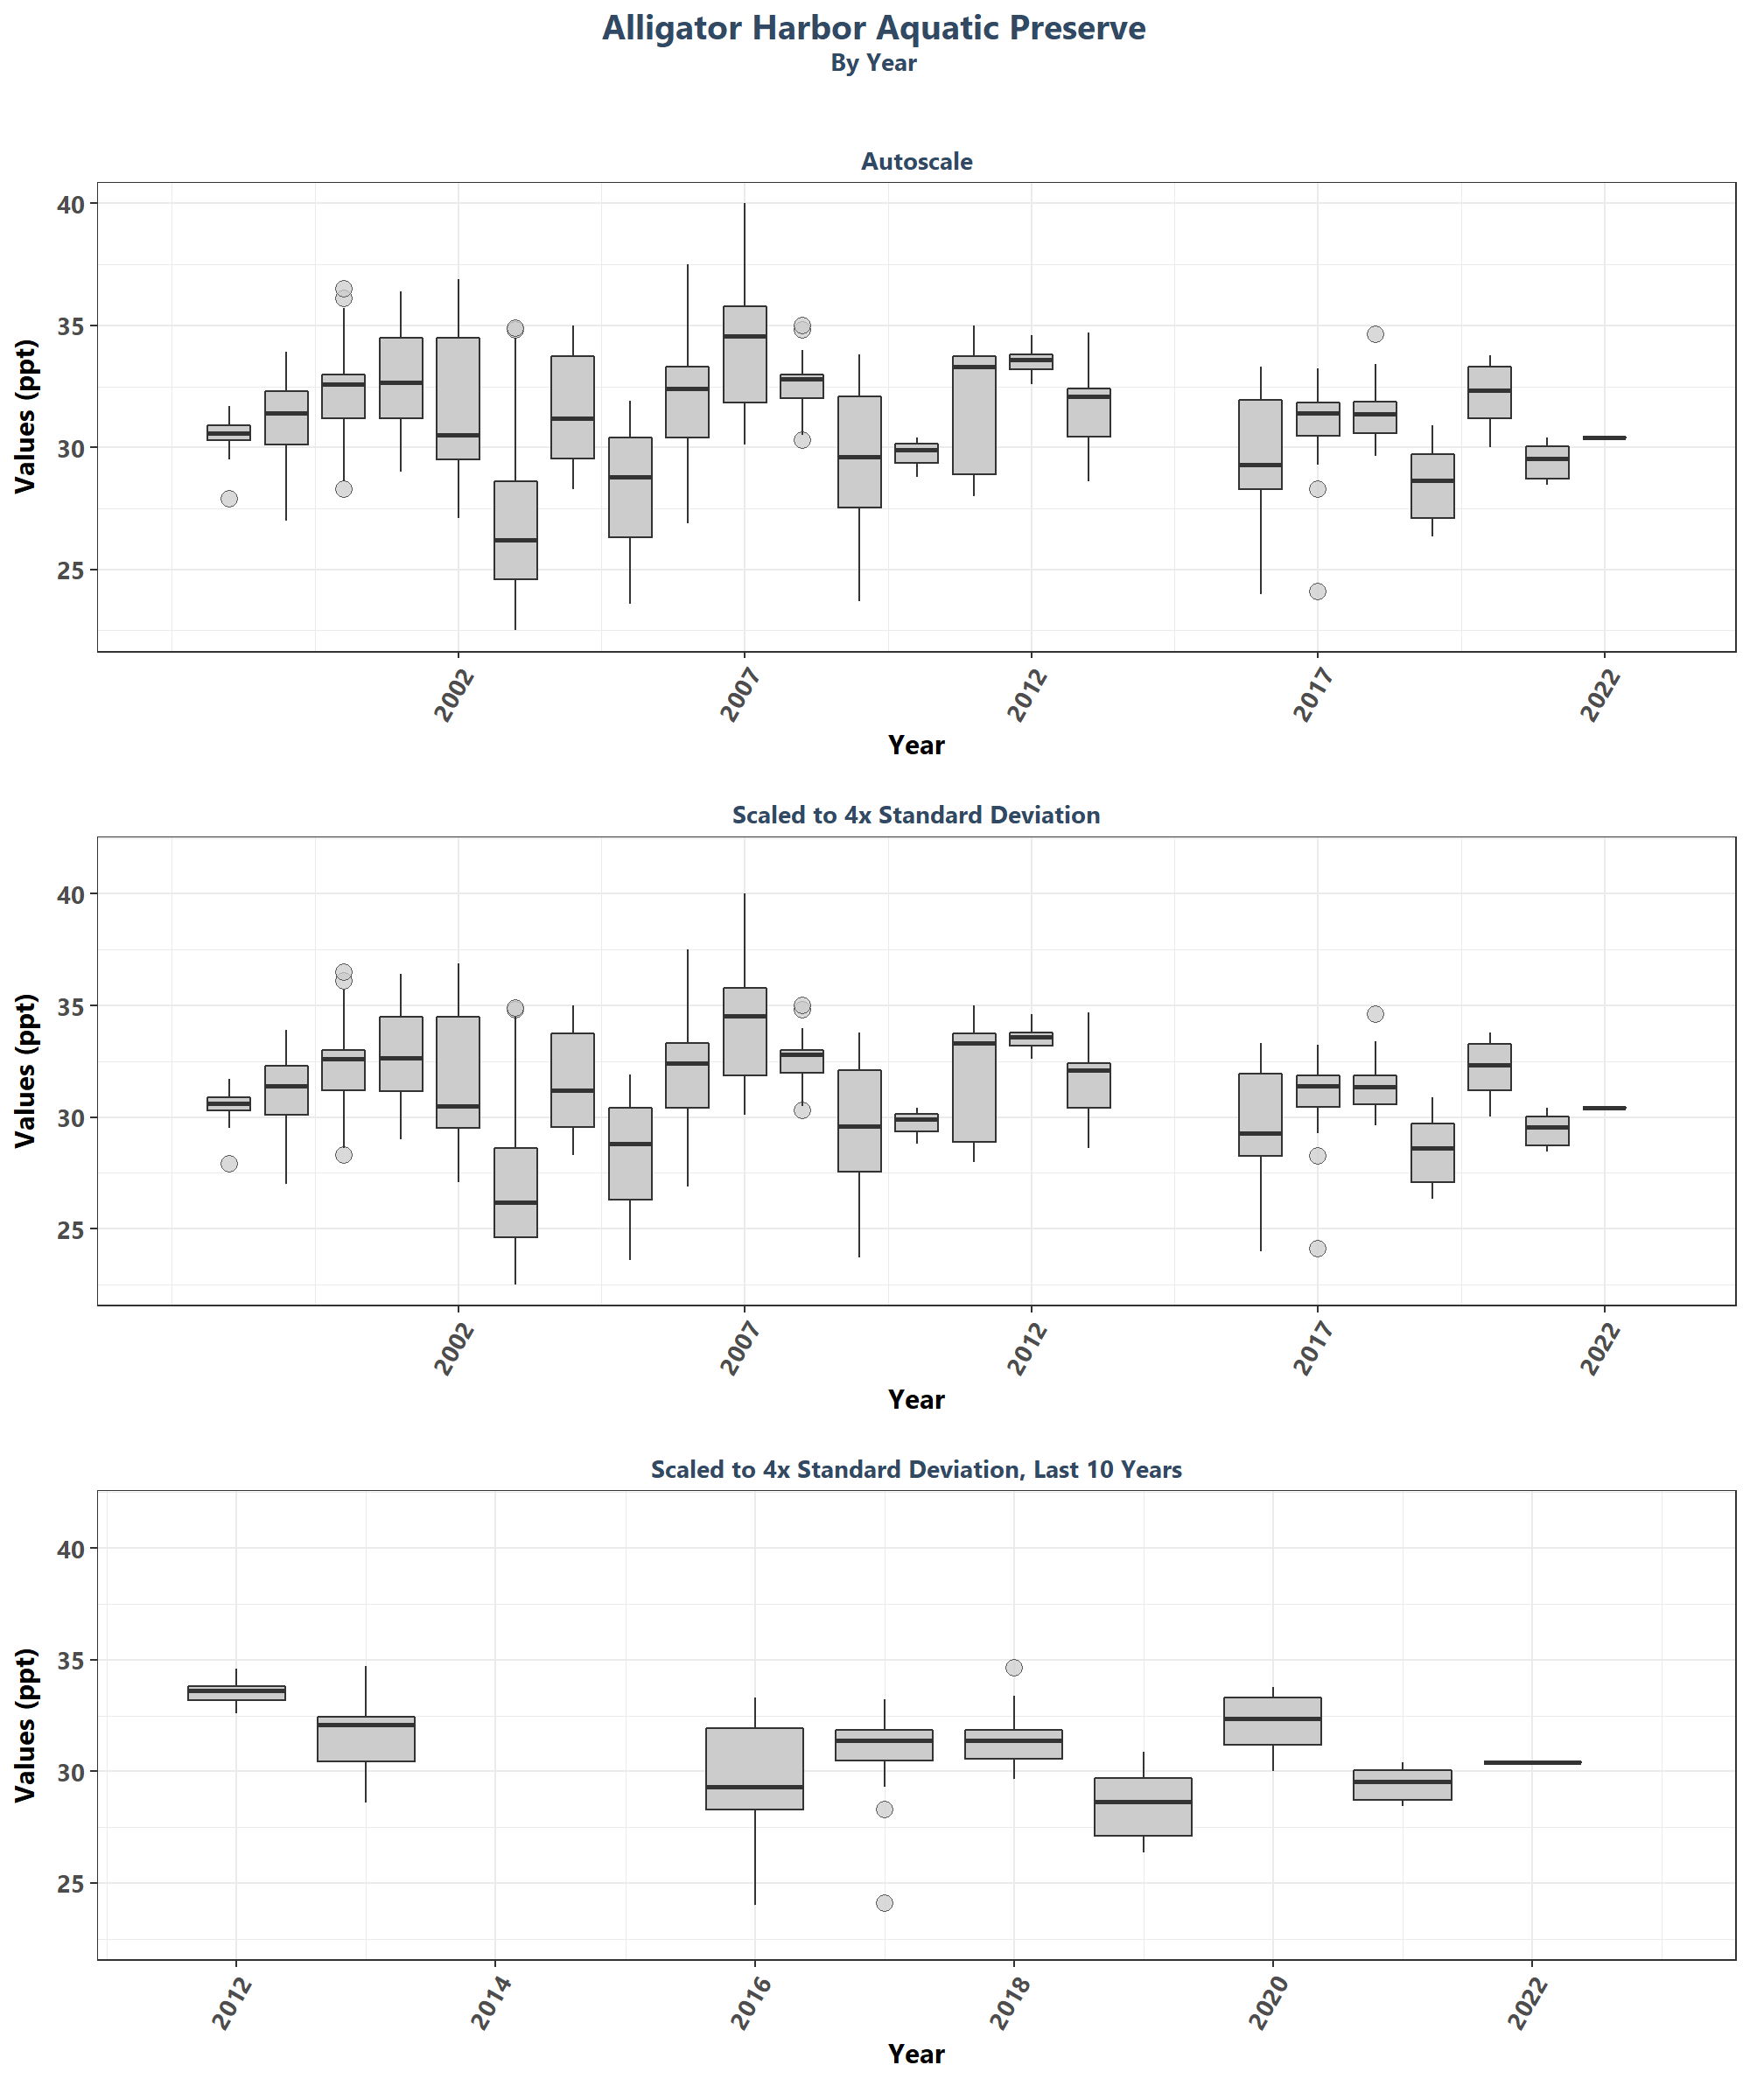 Alligator Harbor Aquatic Preserve
By Year
Autoscale
Values (ppt)
40
35
30
25
2002
2007
2012
2017
2022
Year
Scaled to 4x Standard Deviation
Values (ppt)
40
35
30
25
2002
2007
2012
2017
2022
Year
Scaled to 4x Standard Deviation, Last 10 Years
Values (ppt)
40
35
30
25
2012
2014
2016
2018
2020
2022
Year